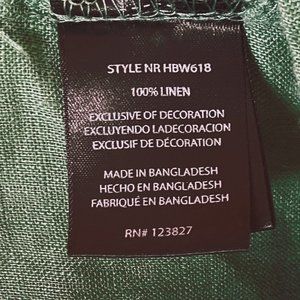 STYLE NR HBW618
100% LINEN
EXCLUSIVE OF DECORATION
EXCLUYENDO LADECORACION
EXCLUSIF DE DÉCORATION
MADE IN BANGLADESH
HECHO EN BANGLADESH
FABRIQUÉ EN BANGLADESH
RN# 123827